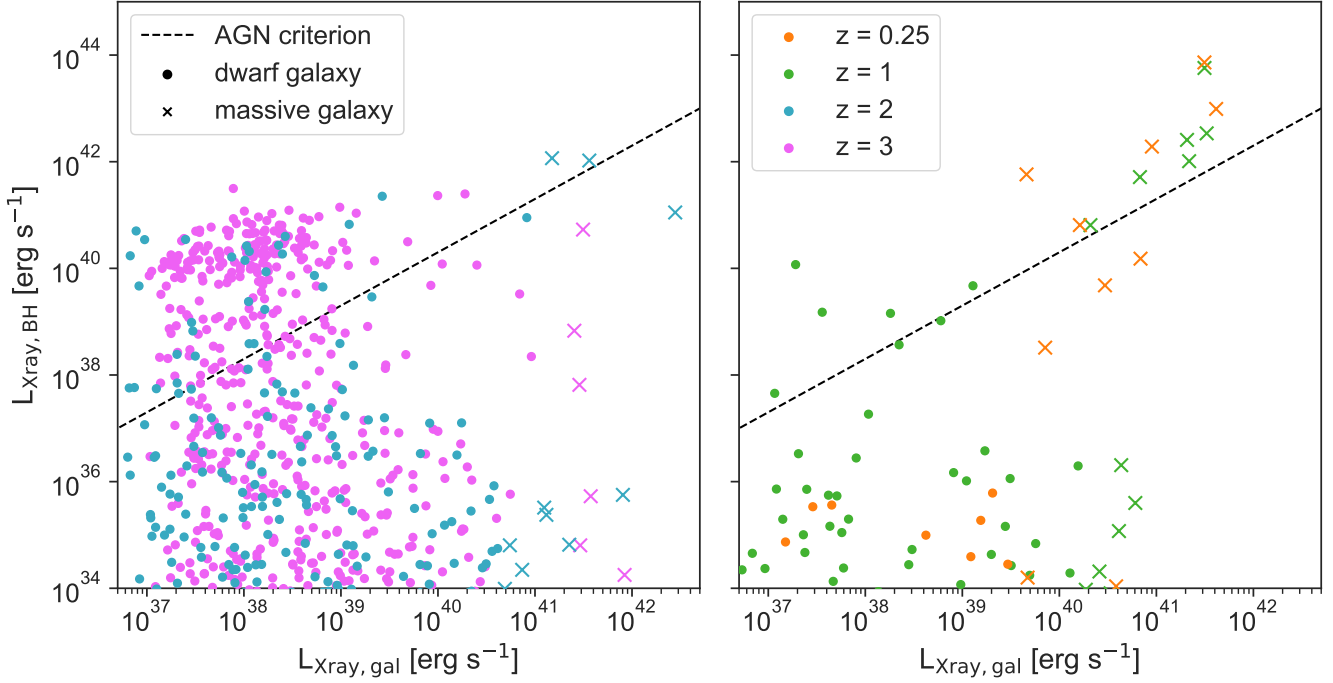 AGN criterion
dwarf galaxy
massive galaxy
z = 0.25
z = 1
z = 2
z = 3
10^44
10^42
10^40
10^38
10^36
10^34
L_Xray, BH [erg s^−1]
10^37 10^38 10^39 10^40 10^41 10^42
10^37 10^38 10^39 10^40 10^41 10^42
L_Xray, gal [erg s^−1]
L_Xray, gal [erg s^−1]